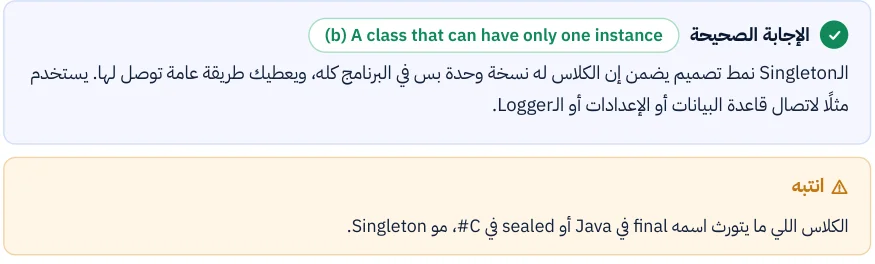 الإجابة الصحيحة (b) A class that can have only one instance
الـSingleton نمط تصميم يضمن إن الكلاس له نسخة وحدة بس في البرنامج كله، ويعطيك طريقة عامة توصل لها. يستخدم
مثلًا لاتصال قاعدة البيانات أو الإعدادات أو الـLogger.
انتبه
الكلاس اللي ما يتورث اسمه final في Java أو sealed في C#‎، مو Singleton.